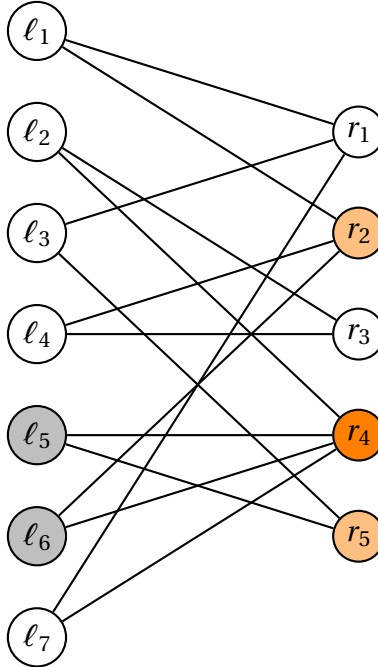 ℓ₁
ℓ₂
r₁
ℓ₃
r₂
ℓ₄
r₃
ℓ₅
r₄
ℓ₆
r₅
ℓ₇